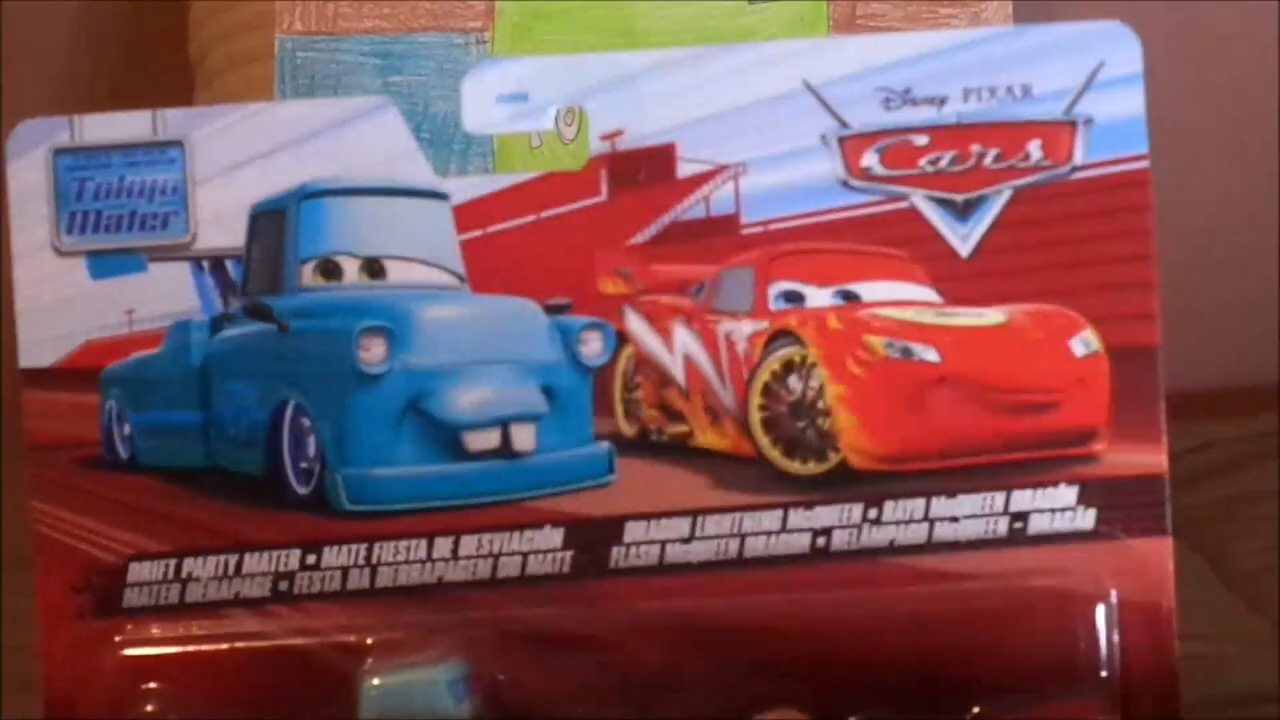 Disney PIXAR
Cars
Tokyo
Mater
DRIFT PARTY MATER • MATE FIESTA DE DESVIACIÓN
MATER DÉRAPAGE • FESTA DA DERRAPAGEM DO MATE
DRAGON LIGHTNING McQUEEN • RAYO McQUEEN DRAGÓN
FLASH McQUEEN DRAGON • RELÂMPAGO McQUEEN - DRAGÃO